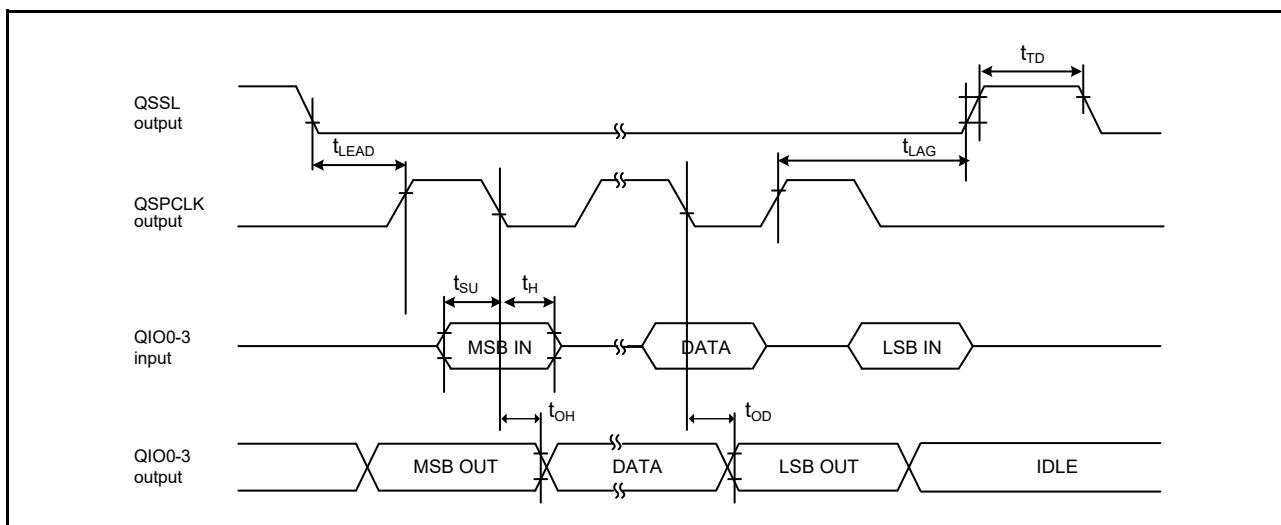 tTD
QSSL
output
tLEAD
tLAG
QSPCLK
output
tSU tH
QIO0-3
input
MSB IN DATA LSB IN
tOH tOD
QIO0-3
output
MSB OUT DATA LSB OUT IDLE